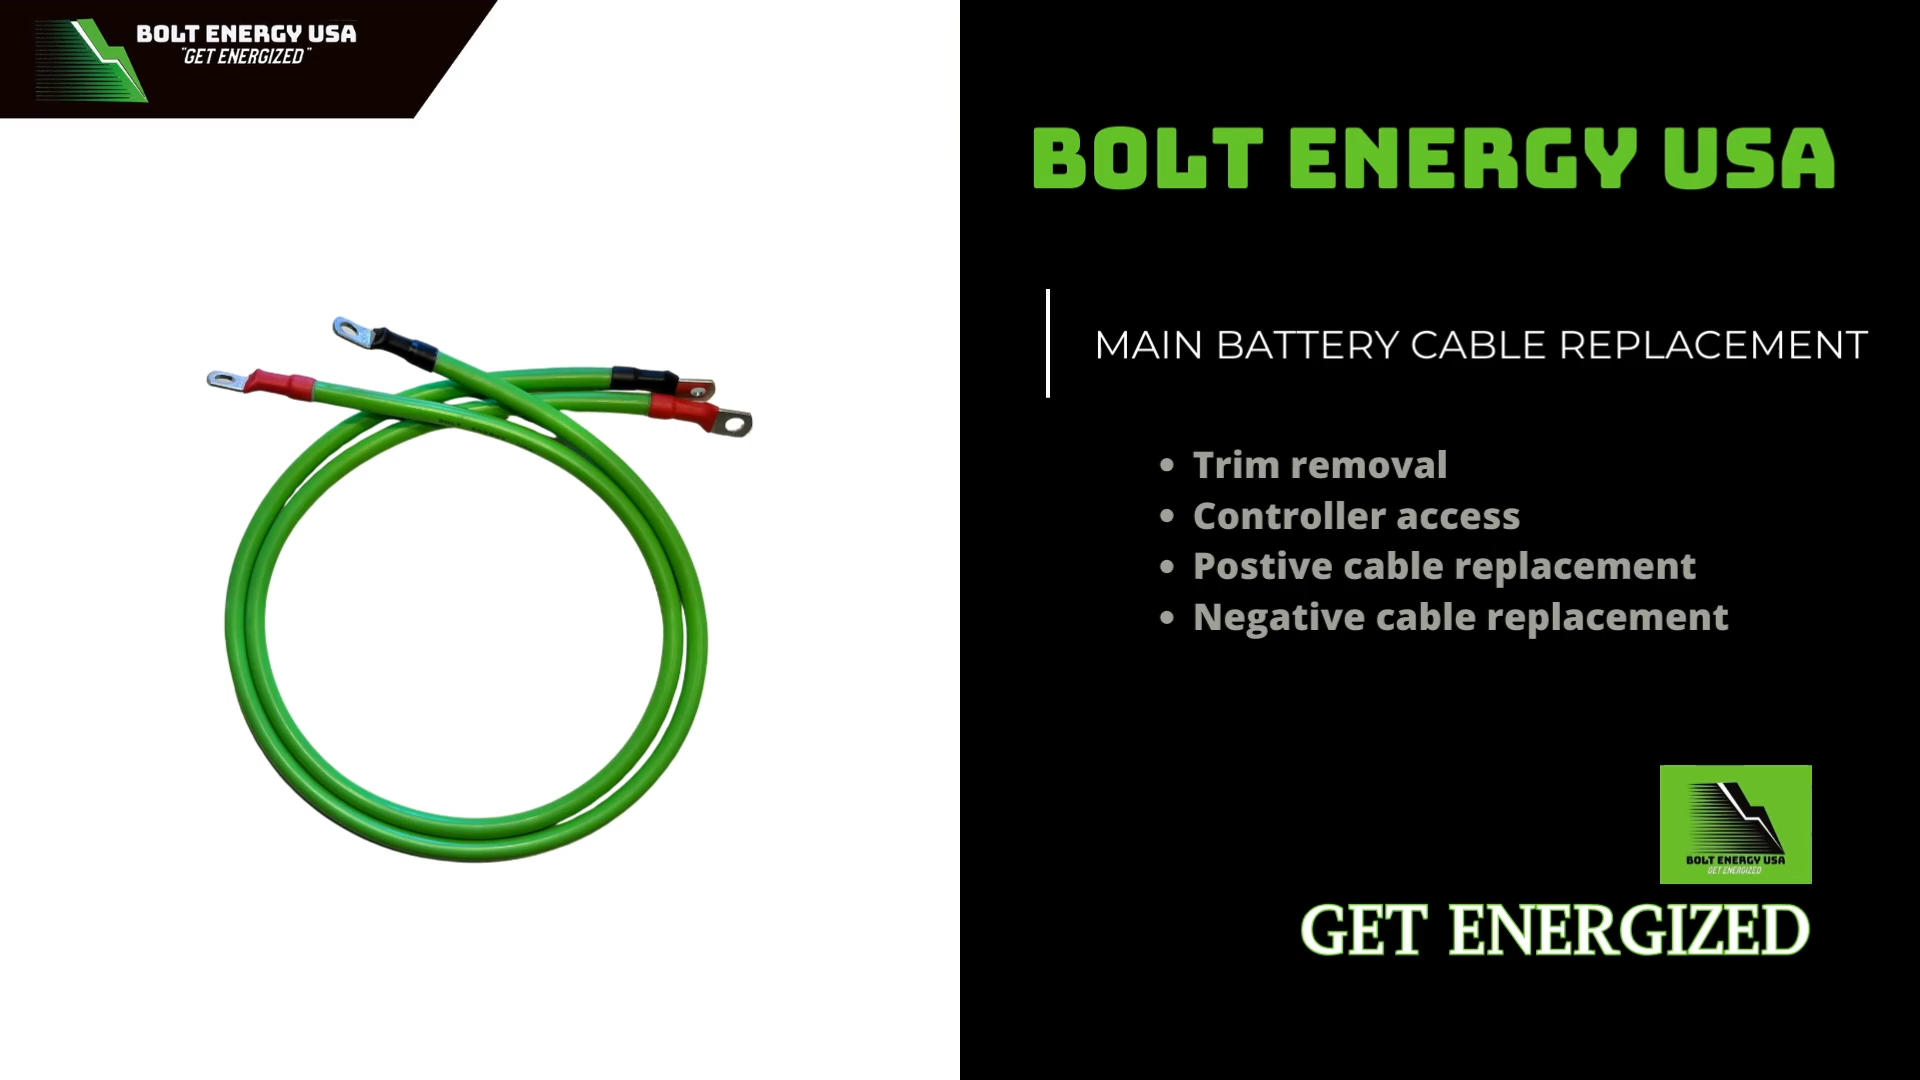 BOLT ENERGY USA
"GET ENERGIZED"
BOLT ENERGY USA
MAIN BATTERY CABLE REPLACEMENT
• Trim removal
• Controller access
• Postive cable replacement
• Negative cable replacement
BOLT ENERGY USA
GET ENERGIZED
GET ENERGIZED